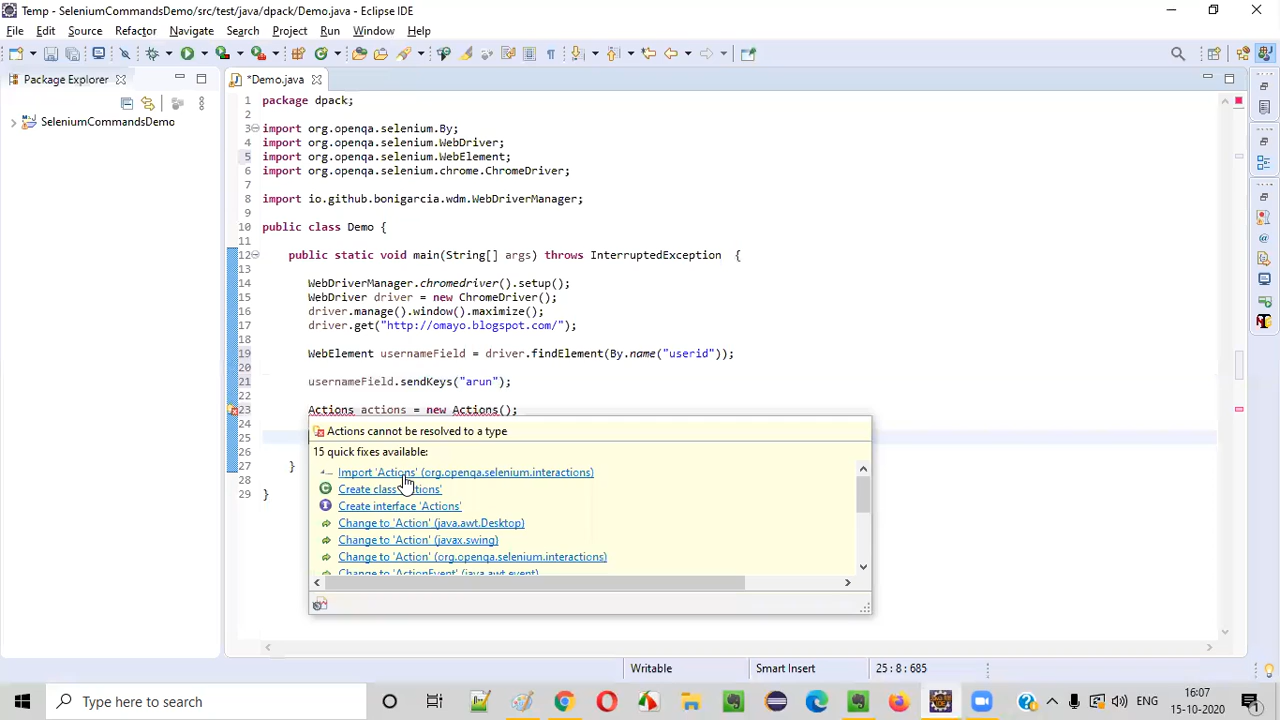 Temp - SeleniumCommandsDemo/src/test/java/dpack/Demo.java - Eclipse IDE
File Edit Source Refactor Navigate Search Project Run Window Help
Package Explorer
*Demo.java
SeleniumCommandsDemo
1 package dpack;
2
3 import org.openqa.selenium.By;
4 import org.openqa.selenium.WebDriver;
5 import org.openqa.selenium.WebElement;
6 import org.openqa.selenium.chrome.ChromeDriver;
7
8 import io.github.bonigarcia.wdm.WebDriverManager;
9
10 public class Demo {
11
12 public static void main(String[] args) throws InterruptedException {
13
14 WebDriverManager.chromedriver().setup();
15 WebDriver driver = new ChromeDriver();
16 driver.manage().window().maximize();
17 driver.get("http://omayo.blogspot.com/");
18
19 WebElement usernameField = driver.findElement(By.name("userid"));
20
21 usernameField.sendKeys("arun");
22
23 Actions actions = new Actions();
24
25
26
27 }
28
29 }
Actions cannot be resolved to a type
15 quick fixes available:
Import 'Actions' (org.openqa.selenium.interactions)
Create class 'Actions'
Create interface 'Actions'
Change to 'Action' (java.awt.Desktop)
Change to 'Action' (javax.swing)
Change to 'Action' (org.openqa.selenium.interactions)
Change to 'ActionEvent' (java.awt.event)
Writable Smart Insert 25 : 8 : 685
Type here to search
ENG
16:07
15-10-2020